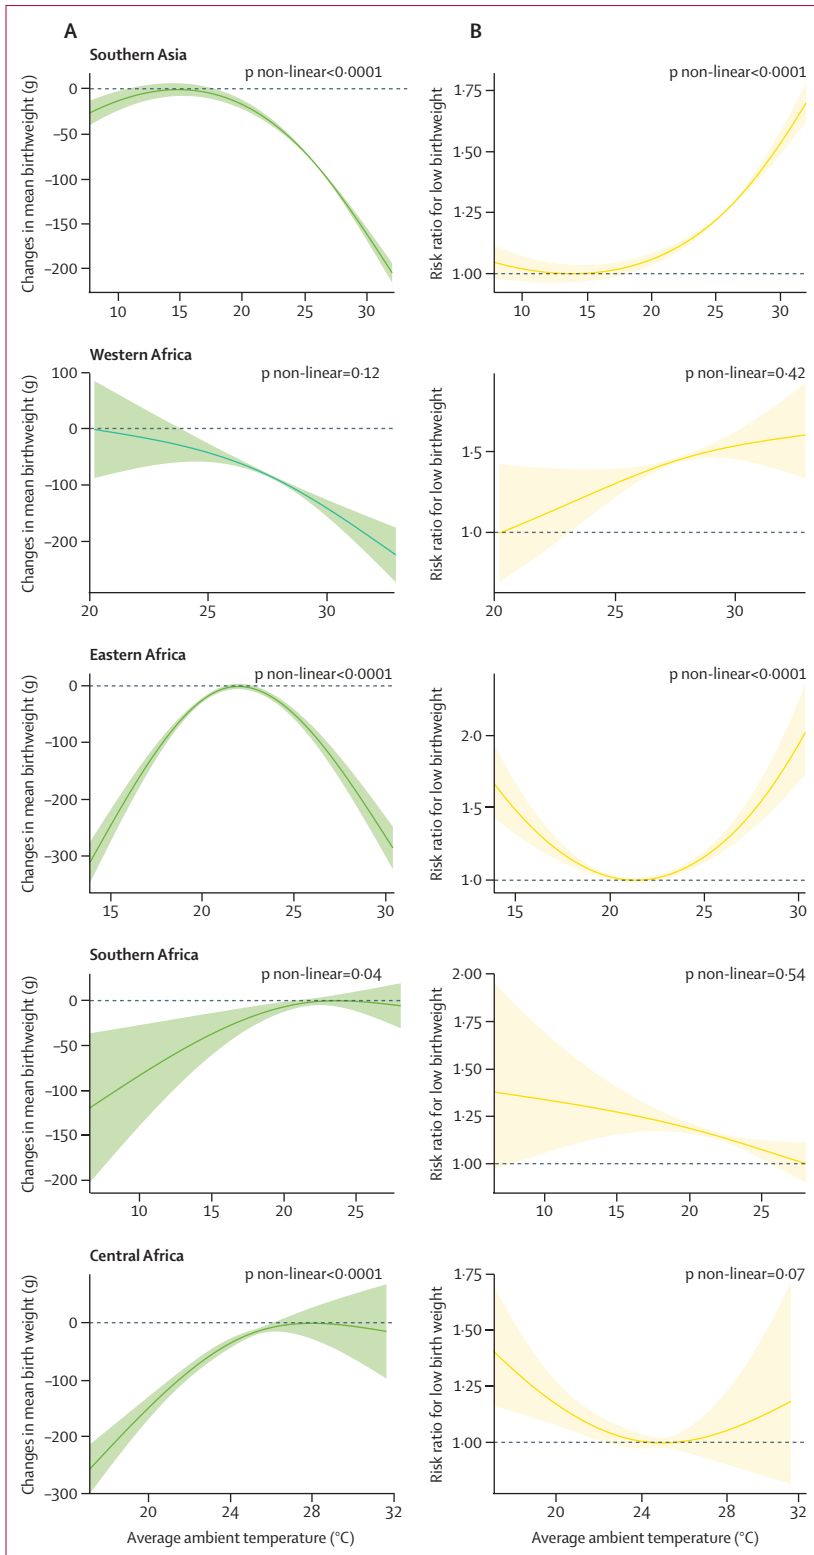 A
B
Southern Asia
p non-linear<0·0001
p non-linear<0·0001
Changes in mean birthweight (g)
0
–50
–100
–150
–200
10
15
20
25
30
Risk ratio for low birthweight
1·75
1·50
1·25
1·00
10
15
20
25
30
Western Africa
p non-linear=0·12
p non-linear=0·42
Changes in mean birthweight (g)
100
0
–100
–200
20
25
30
Risk ratio for low birthweight
1·5
1·0
20
25
30
Eastern Africa
p non-linear<0·0001
p non-linear<0·0001
Changes in mean birthweight (g)
0
–100
–200
–300
15
20
25
30
Risk ratio for low birthweight
2·0
1·5
1·0
15
20
25
30
Southern Africa
p non-linear=0·04
p non-linear=0·54
Changes in mean birthweight (g)
0
–50
–100
–150
–200
10
15
20
25
Risk ratio for low birthweight
2·00
1·75
1·50
1·25
1·00
10
15
20
25
Central Africa
p non-linear<0·0001
p non-linear=0·07
Changes in mean birth weight (g)
0
–100
–200
–300
20
24
28
32
Average ambient temperature (°C)
Risk ratio for low birth weight
1·75
1·50
1·25
1·00
20
25
30
32
Average ambient temperature (°C)